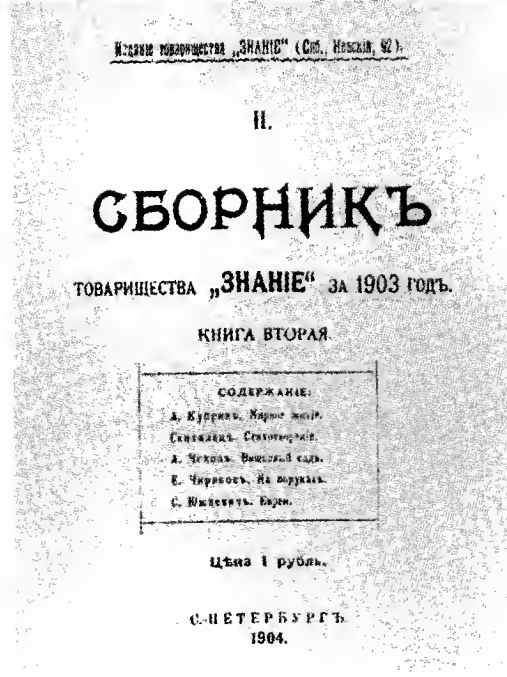 Изданіе товарищества „ЗНАНІЕ“ (Спб., Невскій, 92).
II.
СБОРНИКЪ
ТОВАРИЩЕСТВА „ЗНАНІЕ“ ЗА 1903 ГОДЪ.
КНИГА ВТОРАЯ.
СОДЕРЖАНІЕ:
А. Купринъ. Мирное житіе.
Скиталецъ. Стихотворенія.
А. Чеховъ. Вишневый садъ.
Е. Чириковъ. На порукахъ.
С. Юшкевичъ. Евреи.
Цѣна 1 рубль.
С.-ПЕТЕРБУРГЪ.
1904.